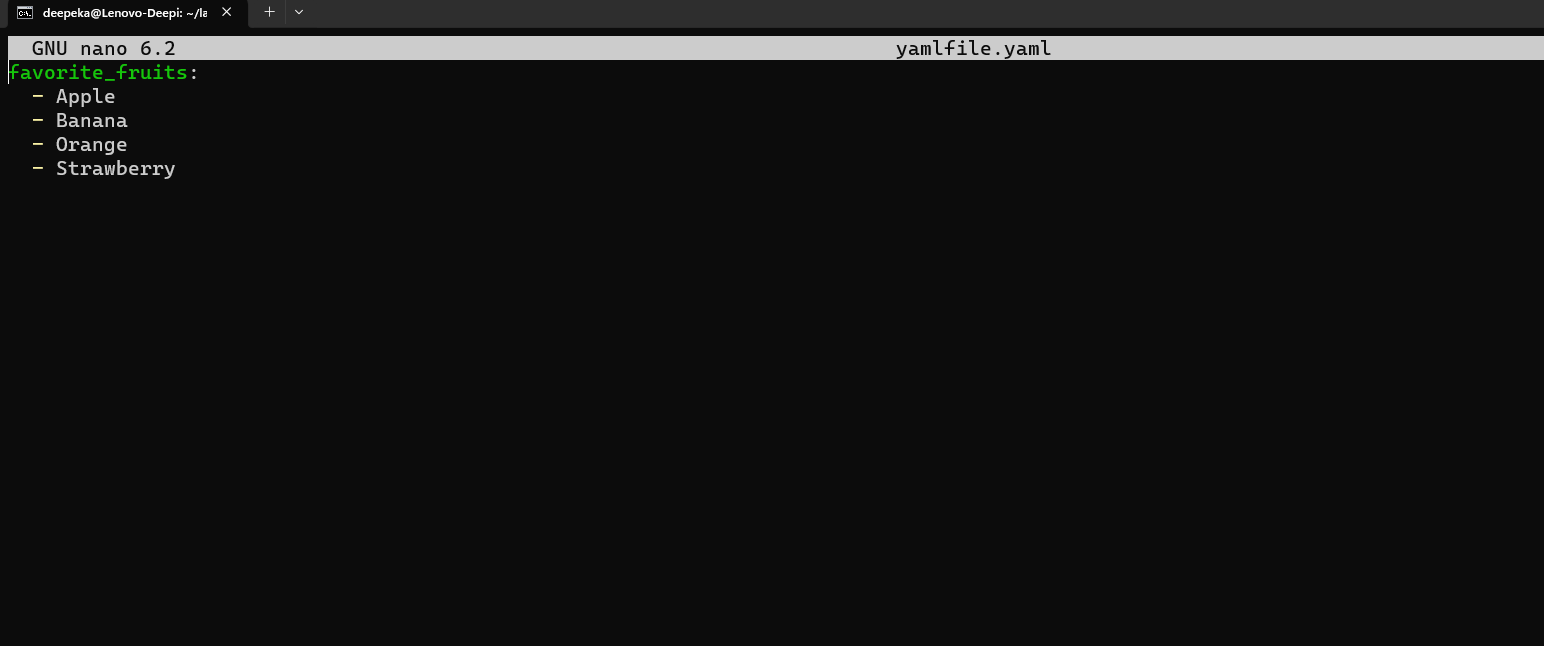 deepeka@Lenovo-Deepi: ~/la
GNU nano 6.2 yamlfile.yaml
favorite_fruits:
- Apple
- Banana
- Orange
- Strawberry